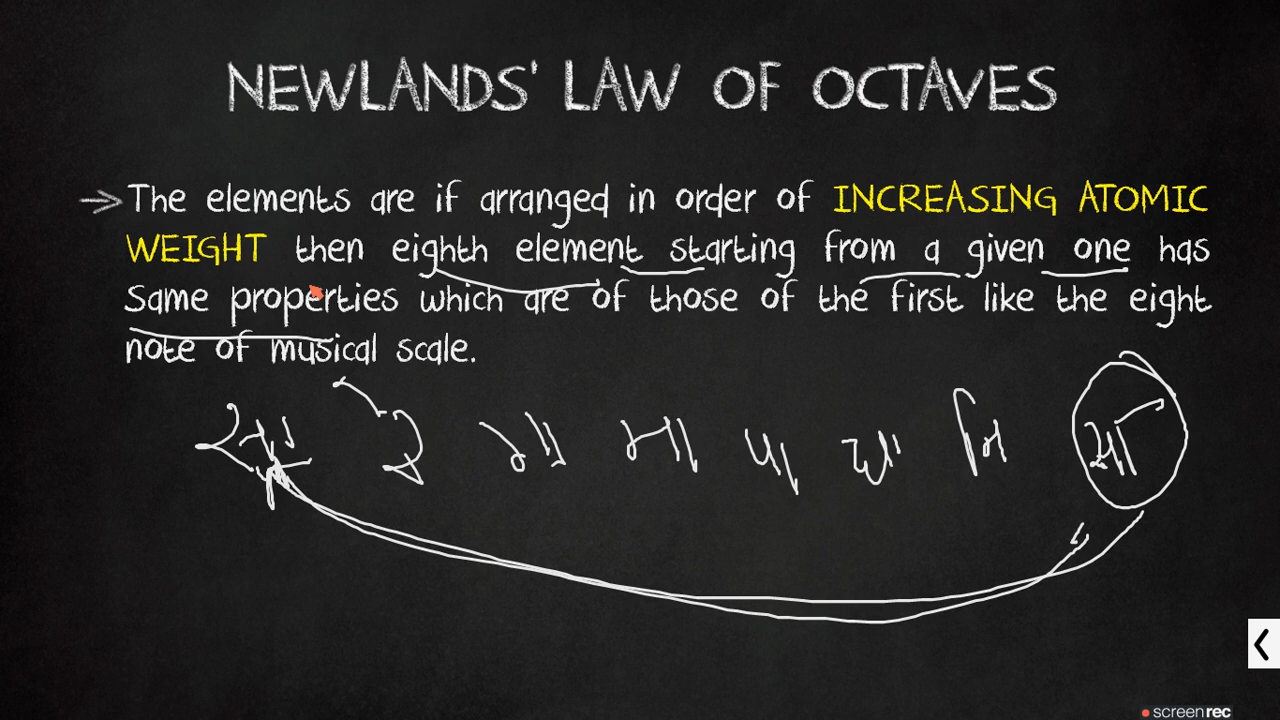 NEWLANDS' LAW OF OCTAVES
The elements are if arranged in order of INCREASING ATOMIC
WEIGHT then eighth element starting from a given one has
Same properties which are of those of the first like the eight
note of musical scale.
सा रे गा मा पा धा नि सा
screenrec